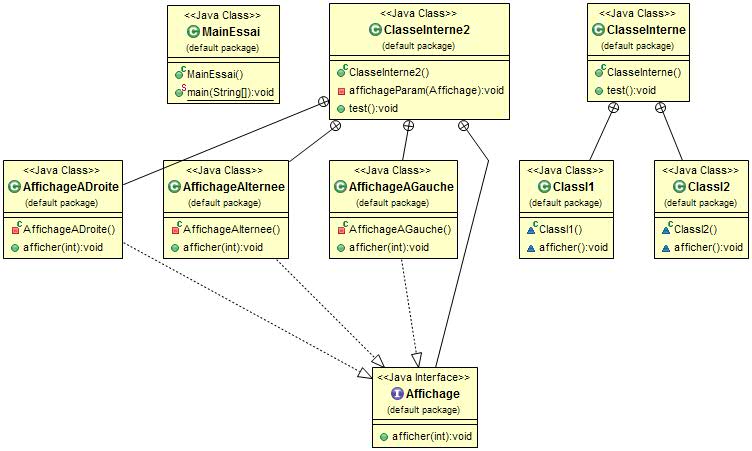 <<Java Class>>
MainEssai
(default package)
MainEssai()
main(String[]):void
<<Java Class>>
ClasseInterne2
(default package)
ClasseInterne2()
affichageParam(Affichage):void
test():void
<<Java Class>>
ClasseInterne
(default package)
ClasseInterne()
test():void
<<Java Class>>
AffichageADroite
(default package)
AffichageADroite()
afficher(int):void
<<Java Class>>
AffichageAlternee
(default package)
AffichageAlternee()
afficher(int):void
<<Java Class>>
AffichageAGauche
(default package)
AffichageAGauche()
afficher(int):void
<<Java Class>>
ClassI1
(default package)
ClassI1()
afficher():void
<<Java Class>>
ClassI2
(default package)
ClassI2()
afficher():void
<<Java Interface>>
Affichage
(default package)
afficher(int):void